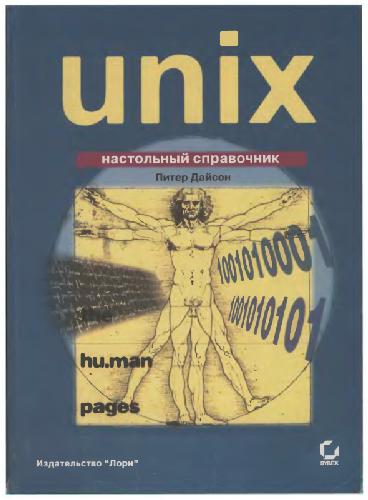 unix
настольный справочник
Питер Дайсон
1001010001
1001010101
hu.man
pages
Издательство "Лори"
SYBEX